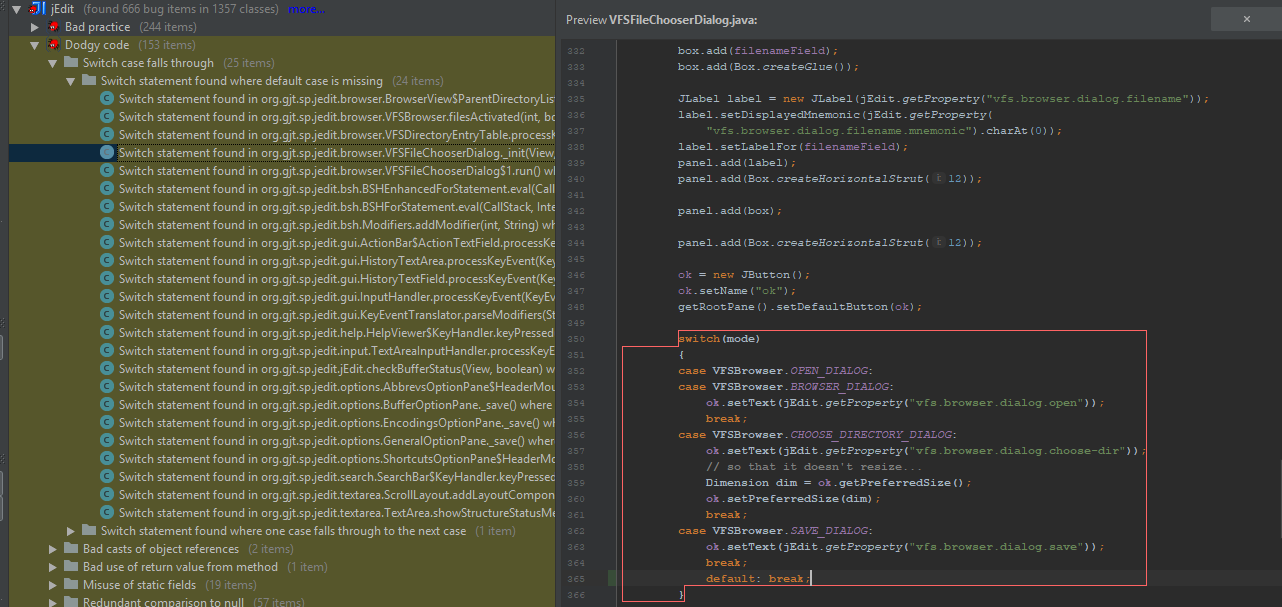 jEdit (found 666 bug items in 1357 classes) more...
Bad practice (244 items)
Dodgy code (153 items)
Switch case falls through (25 items)
Switch statement found where default case is missing (24 items)
Switch statement found in org.gjt.sp.jedit.browser.BrowserView$ParentDirectoryLis
Switch statement found in org.gjt.sp.jedit.browser.VFSBrowser.filesActivated(int, bo
Switch statement found in org.gjt.sp.jedit.browser.VFSDirectoryEntryTable.processK
Switch statement found in org.gjt.sp.jedit.browser.VFSFileChooserDialog._init(View,
Switch statement found in org.gjt.sp.jedit.browser.VFSFileChooserDialog$1.run() w
Switch statement found in org.gjt.sp.jedit.bsh.BSHEnhancedForStatement.eval(Call
Switch statement found in org.gjt.sp.jedit.bsh.BSHForStatement.eval(CallStack, Inte
Switch statement found in org.gjt.sp.jedit.bsh.Modifiers.addModifier(int, String) wh
Switch statement found in org.gjt.sp.jedit.gui.ActionBar$ActionTextField.processKe
Switch statement found in org.gjt.sp.jedit.gui.HistoryTextArea.processKeyEvent(Key
Switch statement found in org.gjt.sp.jedit.gui.HistoryTextField.processKeyEvent(Key
Switch statement found in org.gjt.sp.jedit.gui.InputHandler.processKeyEvent(KeyEv
Switch statement found in org.gjt.sp.jedit.gui.KeyEventTranslator.parseModifiers(St
Switch statement found in org.gjt.sp.jedit.help.HelpViewer$KeyHandler.keyPressed
Switch statement found in org.gjt.sp.jedit.input.TextAreaInputHandler.processKeyE
Switch statement found in org.gjt.sp.jedit.jEdit.checkBufferStatus(View, boolean) w
Switch statement found in org.gjt.sp.jedit.options.AbbrevsOptionPane$HeaderMou
Switch statement found in org.gjt.sp.jedit.options.BufferOptionPane._save() where
Switch statement found in org.gjt.sp.jedit.options.EncodingsOptionPane._save() wh
Switch statement found in org.gjt.sp.jedit.options.GeneralOptionPane._save() where
Switch statement found in org.gjt.sp.jedit.options.ShortcutsOptionPane$HeaderMo
Switch statement found in org.gjt.sp.jedit.search.SearchBar$KeyHandler.keyPressed
Switch statement found in org.gjt.sp.jedit.textarea.ScrollLayout.addLayoutCompon
Switch statement found in org.gjt.sp.jedit.textarea.TextArea.showStructureStatusMe
Switch statement found where one case falls through to the next case (1 item)
Bad casts of object references (2 items)
Bad use of return value from method (1 item)
Misuse of static fields (19 items)
Redundant comparison to null (57 items)
Preview VFSFileChooserDialog.java:
332 box.add(filenameField);
333 box.add(Box.createGlue());
334
335 JLabel label = new JLabel(jEdit.getProperty("vfs.browser.dialog.filename"));
336 label.setDisplayedMnemonic(jEdit.getProperty(
337 "vfs.browser.dialog.filename.mnemonic").charAt(0));
338 label.setLabelFor(filenameField);
339 panel.add(label);
340 panel.add(Box.createHorizontalStrut( 12));
341
342 panel.add(box);
343
344 panel.add(Box.createHorizontalStrut( 12));
345
346 ok = new JButton();
347 ok.setName("ok");
348 getRootPane().setDefaultButton(ok);
349
350 switch(mode)
351 {
352 case VFSBrowser.OPEN_DIALOG:
353 case VFSBrowser.BROWSER_DIALOG:
354 ok.setText(jEdit.getProperty("vfs.browser.dialog.open"));
355 break;
356 case VFSBrowser.CHOOSE_DIRECTORY_DIALOG:
357 ok.setText(jEdit.getProperty("vfs.browser.dialog.choose-dir"));
358 // so that it doesn't resize...
359 Dimension dim = ok.getPreferredSize();
360 ok.setPreferredSize(dim);
361 break;
362 case VFSBrowser.SAVE_DIALOG:
363 ok.setText(jEdit.getProperty("vfs.browser.dialog.save"));
364 break;
365 default: break;
366 }